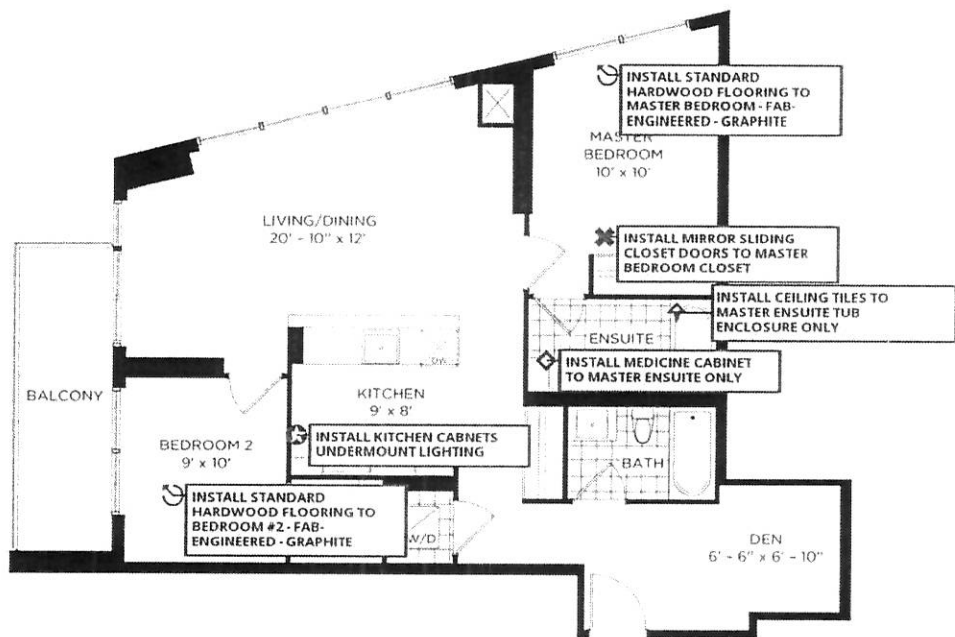 INSTALL STANDARD
HARDWOOD FLOORING TO
MASTER BEDROOM - FAB-
ENGINEERED - GRAPHITE
MASTER
BEDROOM
10' x 10'
LIVING/DINING
20' - 10" x 12'
INSTALL MIRROR SLIDING
CLOSET DOORS TO MASTER
BEDROOM CLOSET
INSTALL CEILING TILES TO
MASTER ENSUITE TUB
ENCLOSURE ONLY
ENSUITE
DW
INSTALL MEDICINE CABINET
TO MASTER ENSUITE ONLY
BALCONY
KITCHEN
9' x 8'
BEDROOM 2
9' x 10'
INSTALL KITCHEN CABNETS
UNDERMOUNT LIGHTING
BATH
INSTALL STANDARD
HARDWOOD FLOORING TO
BEDROOM #2 - FAB-
ENGINEERED - GRAPHITE
W/D
DEN
6' - 6" x 6' - 10"